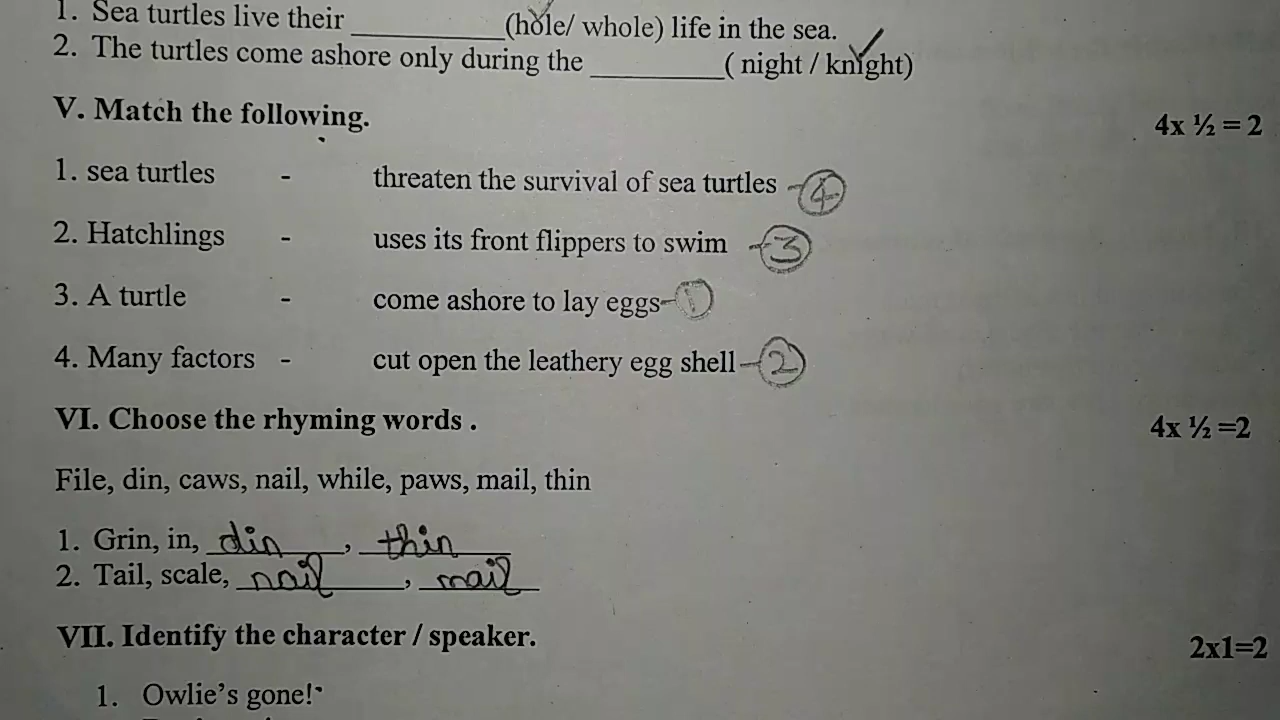 1. Sea turtles live their __________(hole/ whole) life in the sea.
2. The turtles come ashore only during the _________( night / knight)
V. Match the following. 4x ½ = 2
1. sea turtles - threaten the survival of sea turtles - 4
2. Hatchlings - uses its front flippers to swim - 3
3. A turtle - come ashore to lay eggs - 1
4. Many factors - cut open the leathery egg shell - 2
VI. Choose the rhyming words . 4x ½ =2
File, din, caws, nail, while, paws, mail, thin
1. Grin, in, din, thin
2. Tail, scale, nail, mail
VII. Identify the character / speaker. 2x1=2
1. Owlie's gone!